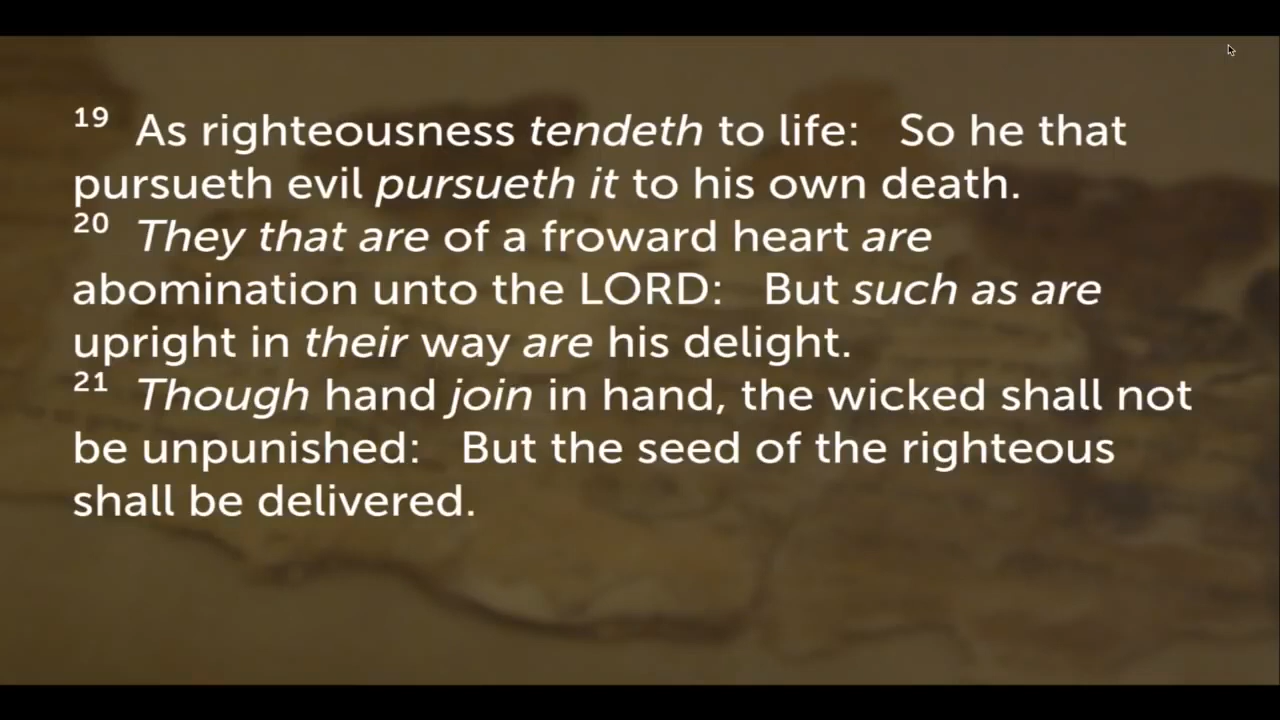 19 As righteousness tendeth to life: So he that
pursueth evil pursueth it to his own death.
20 They that are of a froward heart are
abomination unto the LORD: But such as are
upright in their way are his delight.
21 Though hand join in hand, the wicked shall not
be unpunished: But the seed of the righteous
shall be delivered.